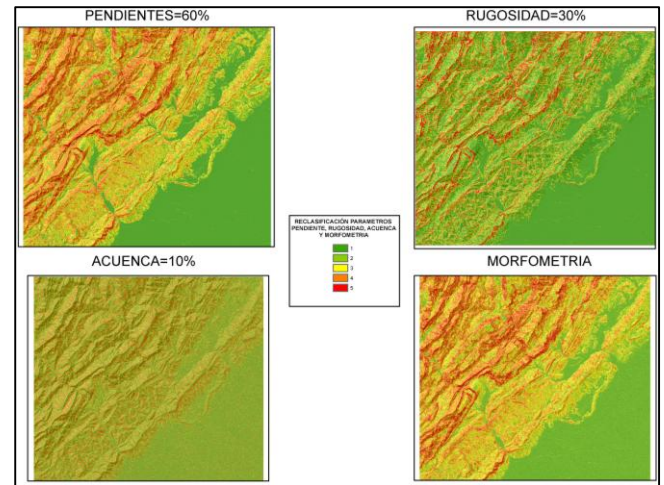 PENDIENTES=60%
RUGOSIDAD=30%
RECLASIFICACIÓN PARAMETROS
PENDIENTE, RUGOSIDAD, ACUENCA
Y MORFOMETRIA
1
2
3
4
5
ACUENCA=10%
MORFOMETRIA